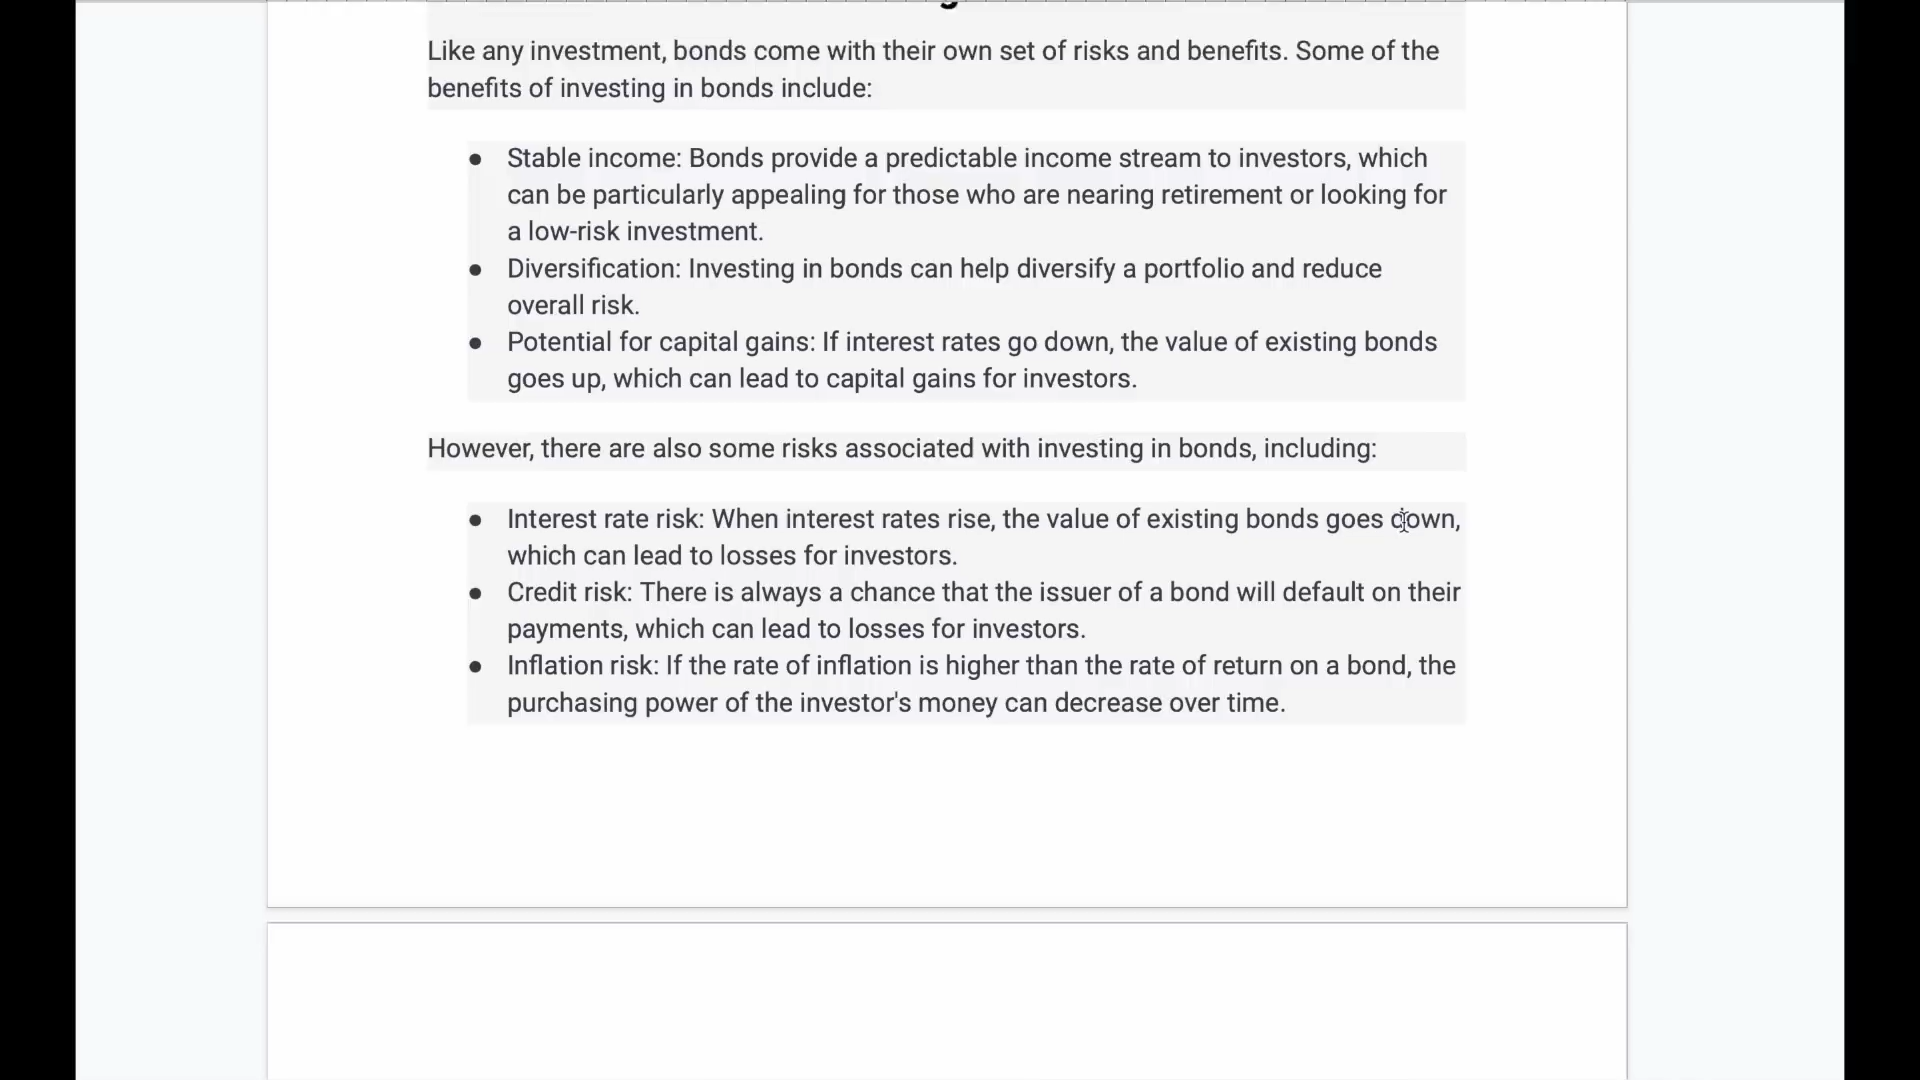 Like any investment, bonds come with their own set of risks and benefits. Some of the
benefits of investing in bonds include:
● Stable income: Bonds provide a predictable income stream to investors, which
can be particularly appealing for those who are nearing retirement or looking for
a low-risk investment.
● Diversification: Investing in bonds can help diversify a portfolio and reduce
overall risk.
● Potential for capital gains: If interest rates go down, the value of existing bonds
goes up, which can lead to capital gains for investors.
However, there are also some risks associated with investing in bonds, including:
● Interest rate risk: When interest rates rise, the value of existing bonds goes down,
which can lead to losses for investors.
● Credit risk: There is always a chance that the issuer of a bond will default on their
payments, which can lead to losses for investors.
● Inflation risk: If the rate of inflation is higher than the rate of return on a bond, the
purchasing power of the investor's money can decrease over time.